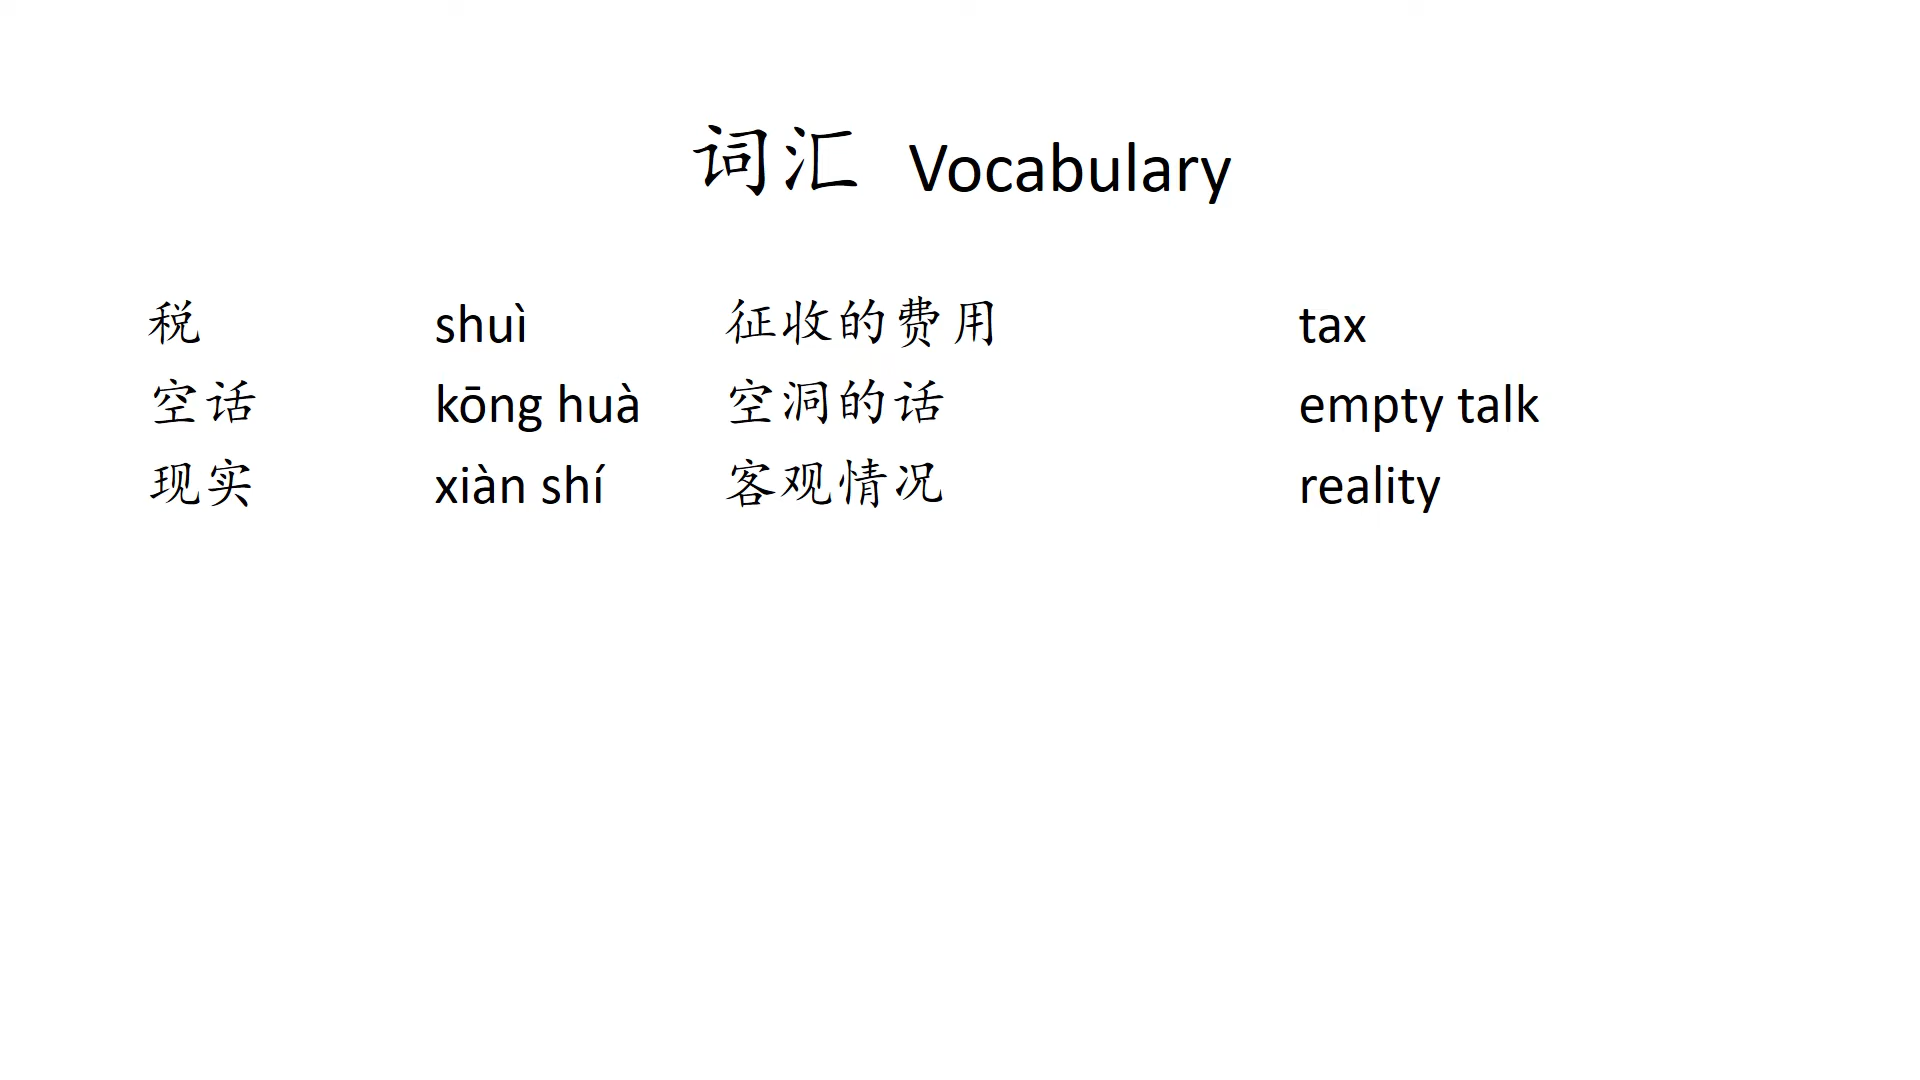 词汇 Vocabulary
税 shuì 征收的费用 tax
空话 kōng huà 空洞的话 empty talk
现实 xiàn shí 客观情况 reality